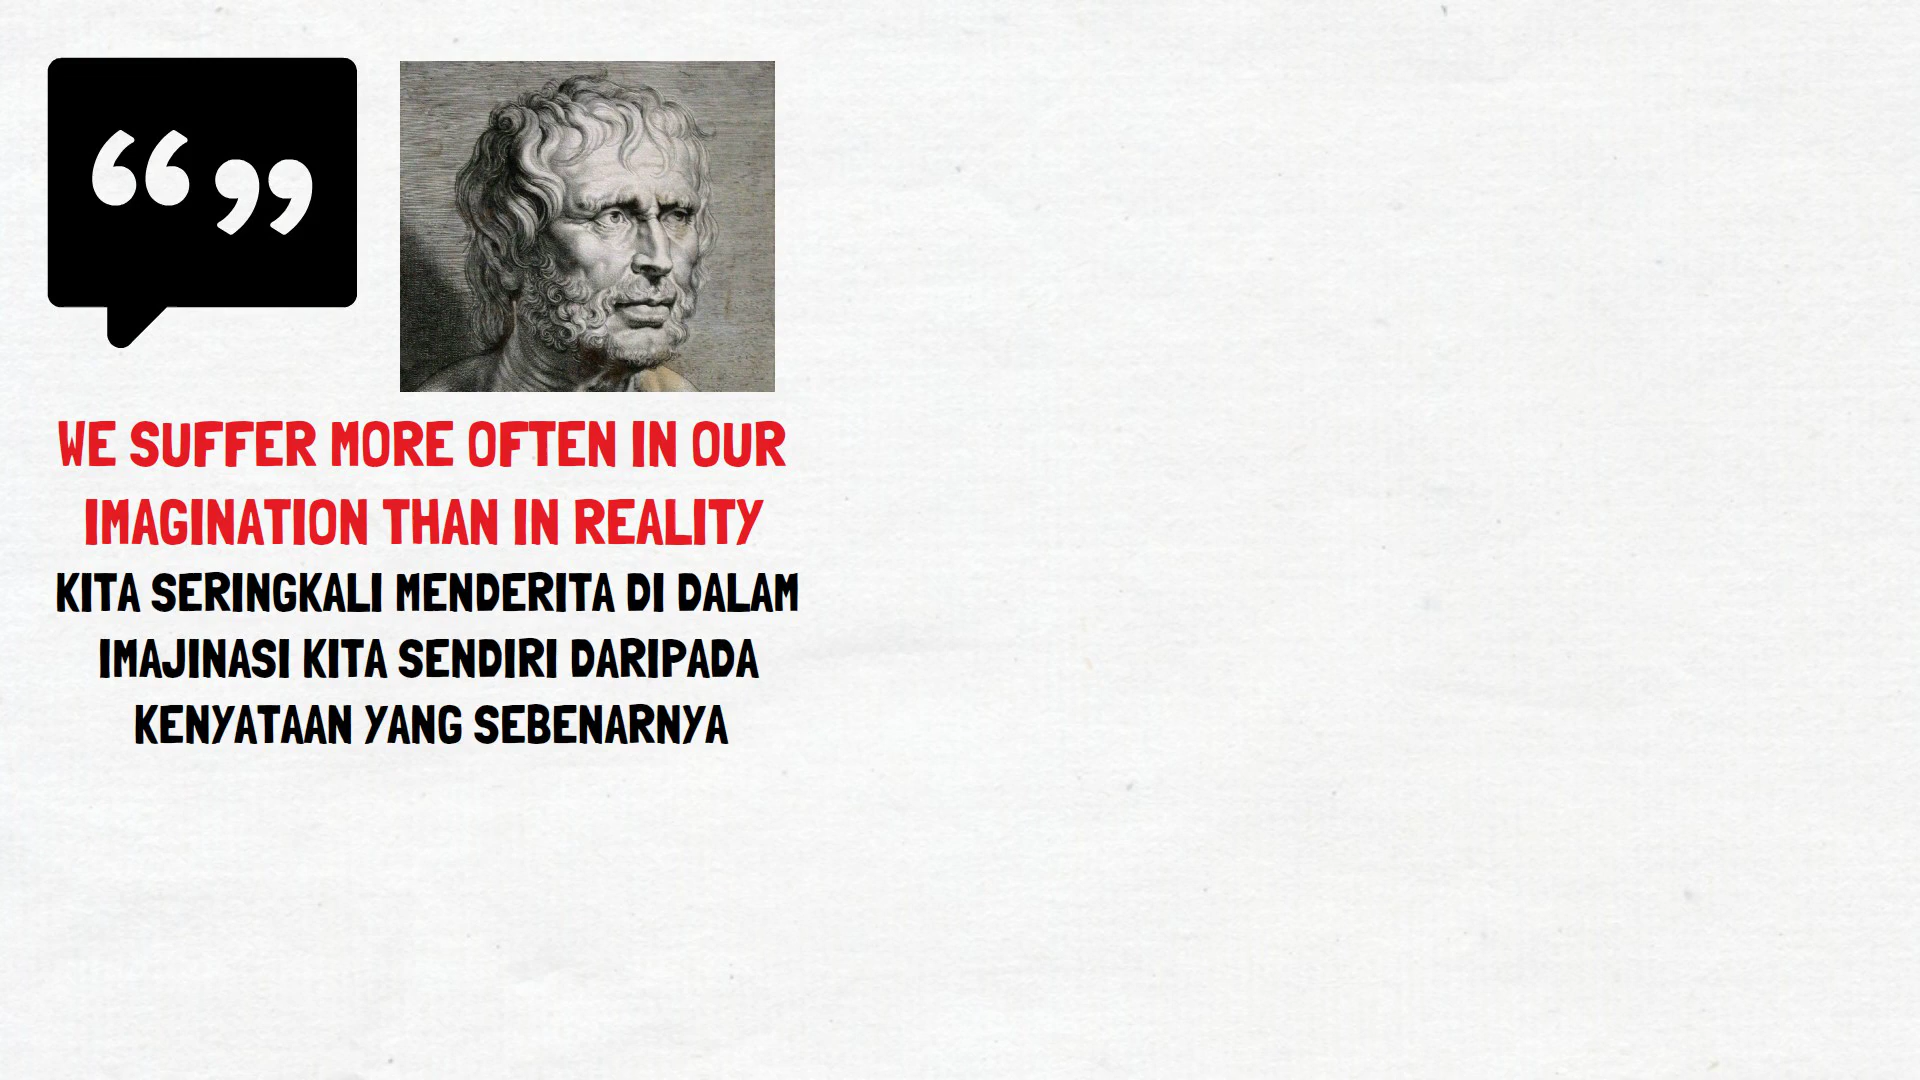 WE SUFFER MORE OFTEN IN OUR
IMAGINATION THAN IN REALITY
KITA SERINGKALI MENDERITA DI DALAM
IMAJINASI KITA SENDIRI DARIPADA
KENYATAAN YANG SEBENARNYA